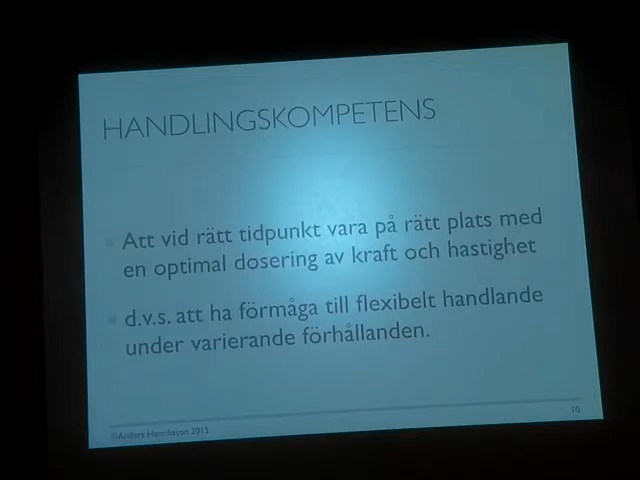 HANDLINGSKOMPETENS
Att vid rätt tidpunkt vara på rätt plats med
en optimal dosering av kraft och hastighet
d.v.s. att ha förmåga till flexibelt handlande
under varierande förhållanden.
©Anders Henriksson 2015
10